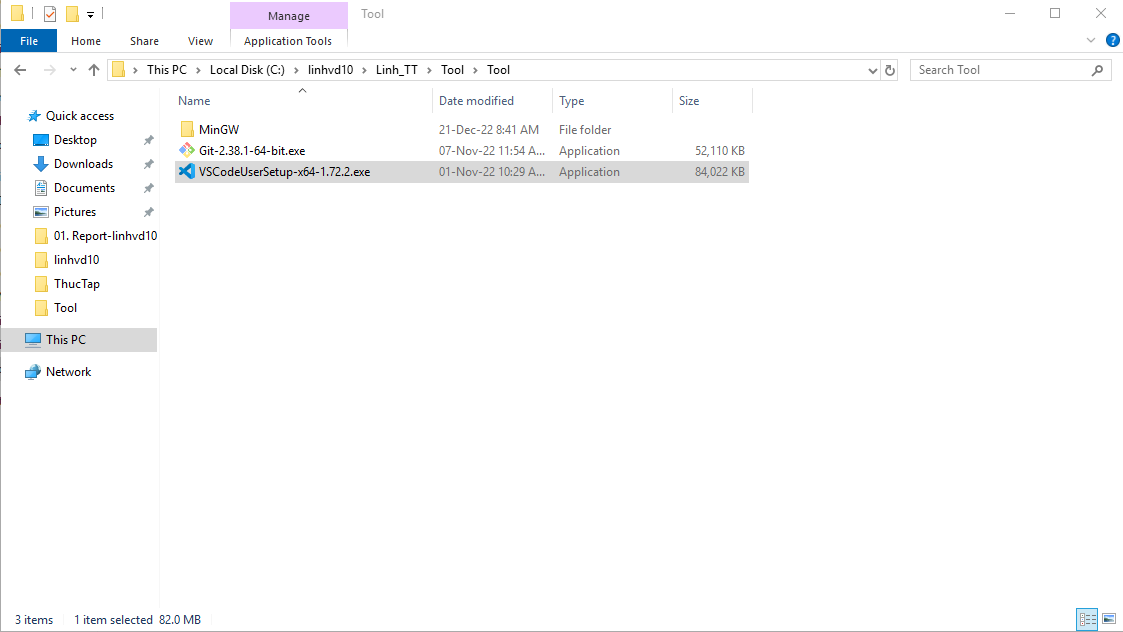 Manage
Tool
File
Home
Share
View
Application Tools
This PC
Local Disk (C:)
linhvd10
Linh_TT
Tool
Tool
Search Tool
Name
Date modified
Type
Size
MinGW
21-Dec-22 8:41 AM
File folder
Git-2.38.1-64-bit.exe
07-Nov-22 11:54 A...
Application
52,110 KB
VSCodeUserSetup-x64-1.72.2.exe
01-Nov-22 10:29 A...
Application
84,022 KB
Quick access
Desktop
Downloads
Documents
Pictures
01. Report-linhvd10
linhvd10
ThucTap
Tool
This PC
Network
3 items
1 item selected 82.0 MB